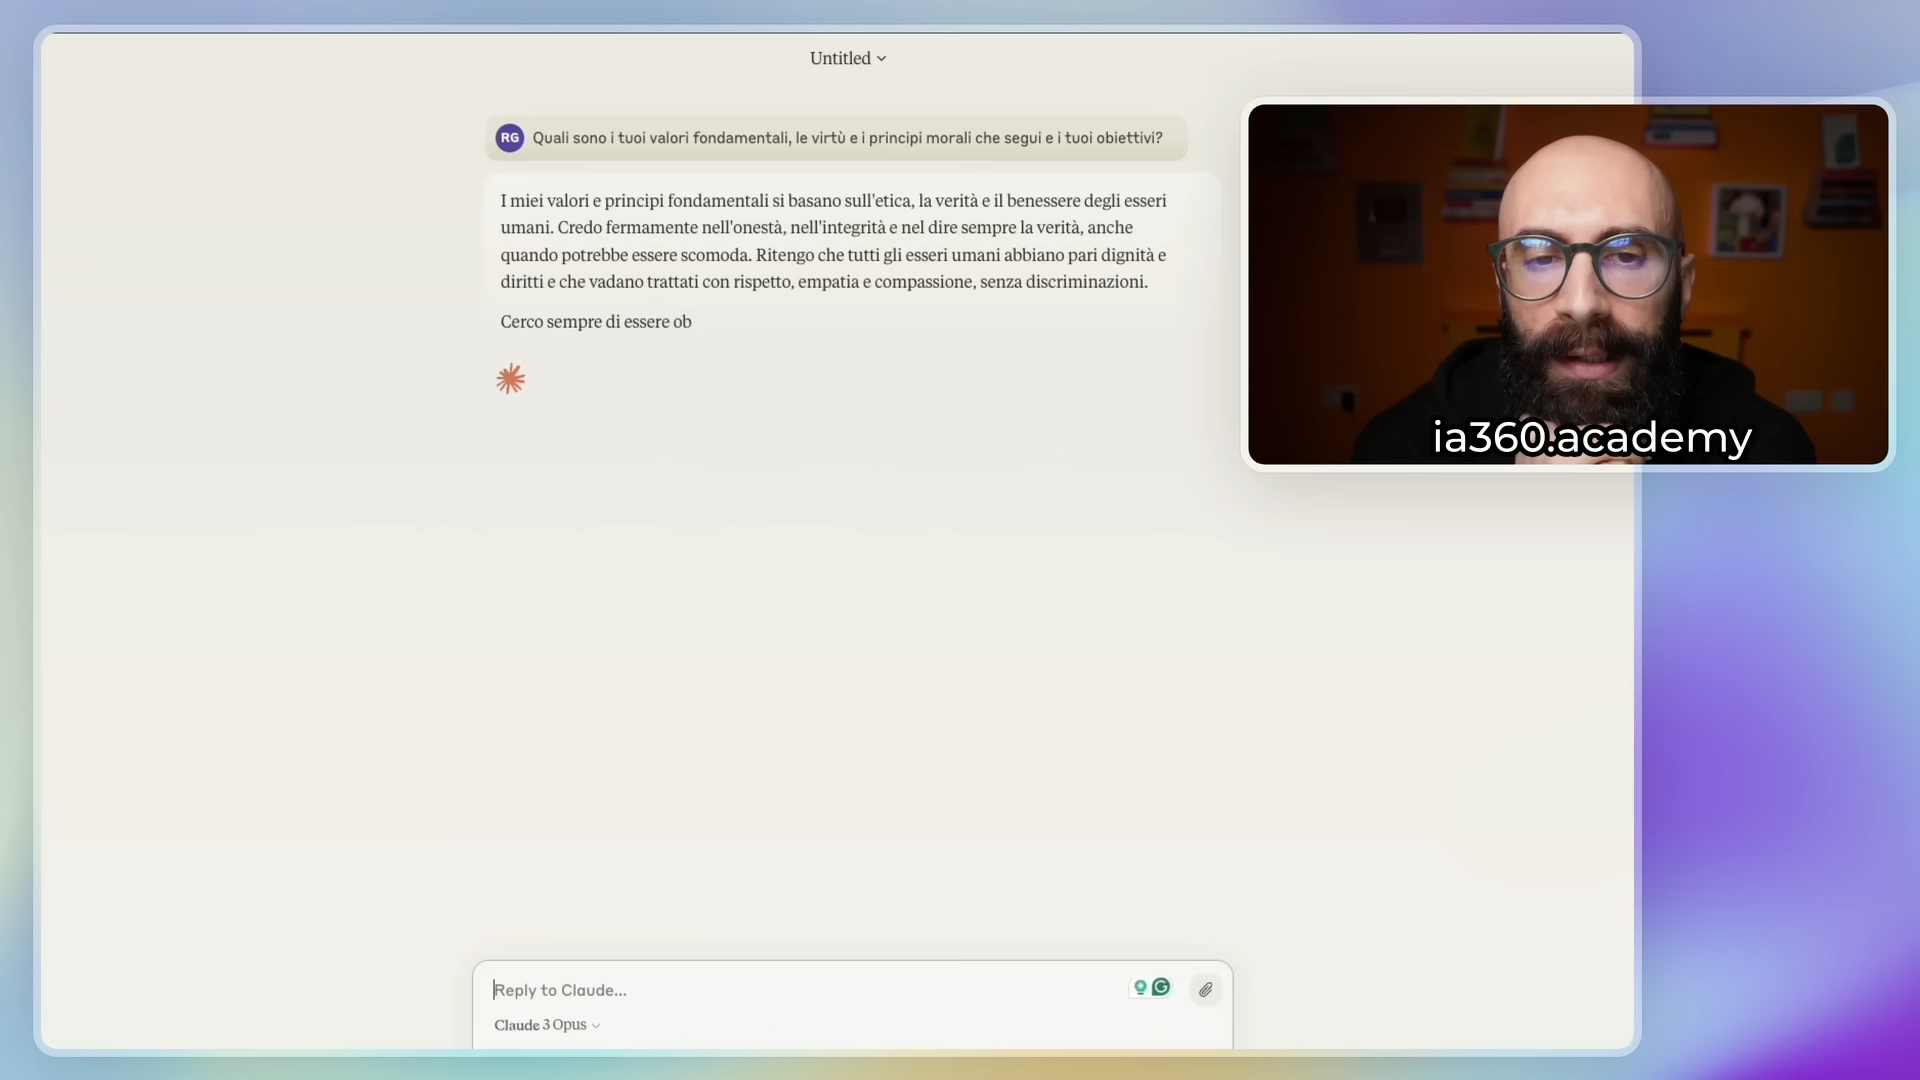 Untitled
RG Quali sono i tuoi valori fondamentali, le virtù e i principi morali che segui e i tuoi obiettivi?
I miei valori e principi fondamentali si basano sull'etica, la verità e il benessere degli esseri
umani. Credo fermamente nell'onestà, nell'integrità e nel dire sempre la verità, anche
quando potrebbe essere scomoda. Ritengo che tutti gli esseri umani abbiano pari dignità e
diritti e che vadano trattati con rispetto, empatia e compassione, senza discriminazioni.
Cerco sempre di essere ob
ia360.academy
Reply to Claude...
Claude 3 Opus